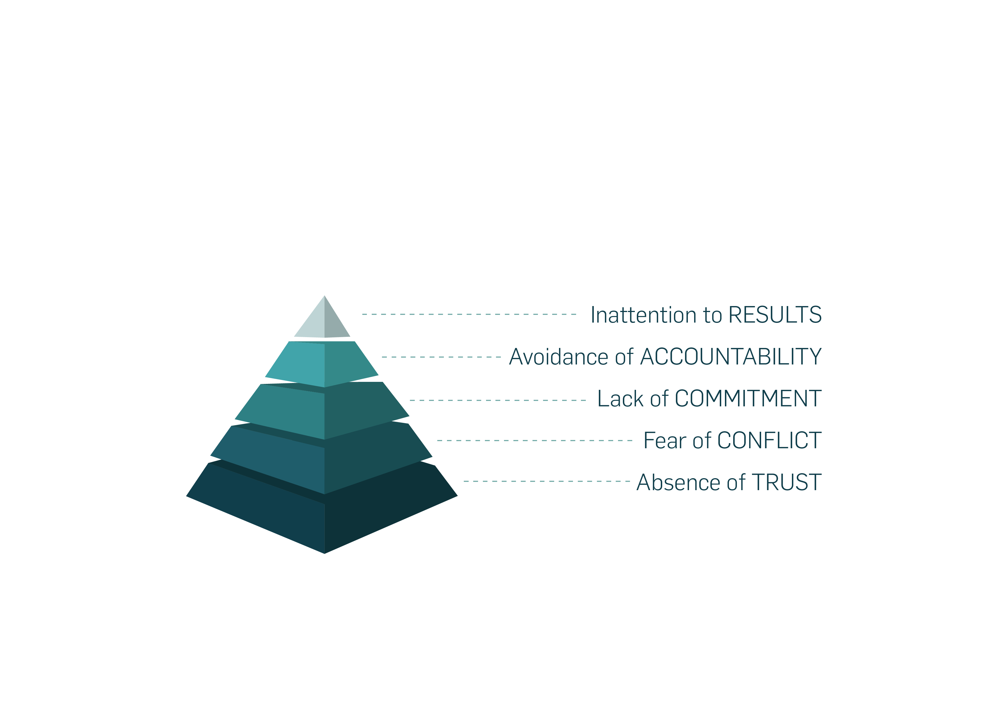 Inattention to RESULTS
Avoidance of ACCOUNTABILITY
Lack of COMMITMENT
Fear of CONFLICT
Absence of TRUST